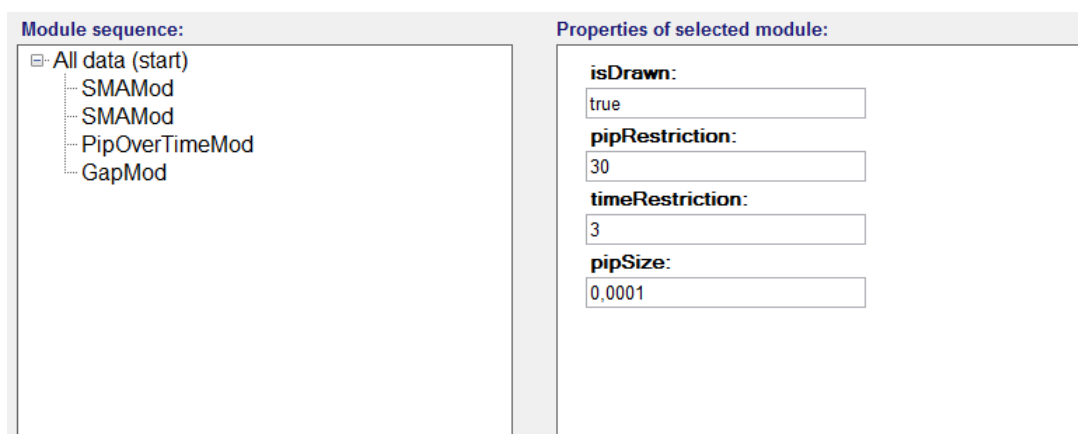 Module sequence:
All data (start)
SMAMod
SMAMod
PipOverTimeMod
GapMod
Properties of selected module:
isDrawn:
true
pipRestriction:
30
timeRestriction:
3
pipSize:
0,0001